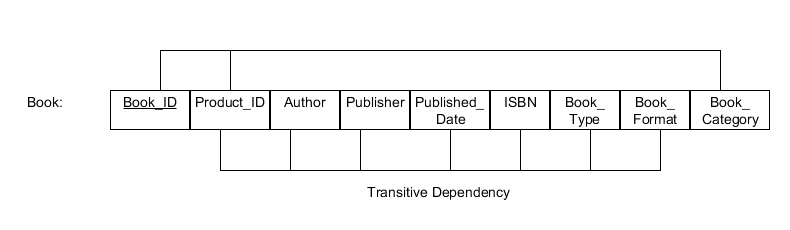 Book: Book_ID Product_ID Author Publisher Published_ ISBN Book_ Book_ Book_
Date Type Format Category
Transitive Dependency